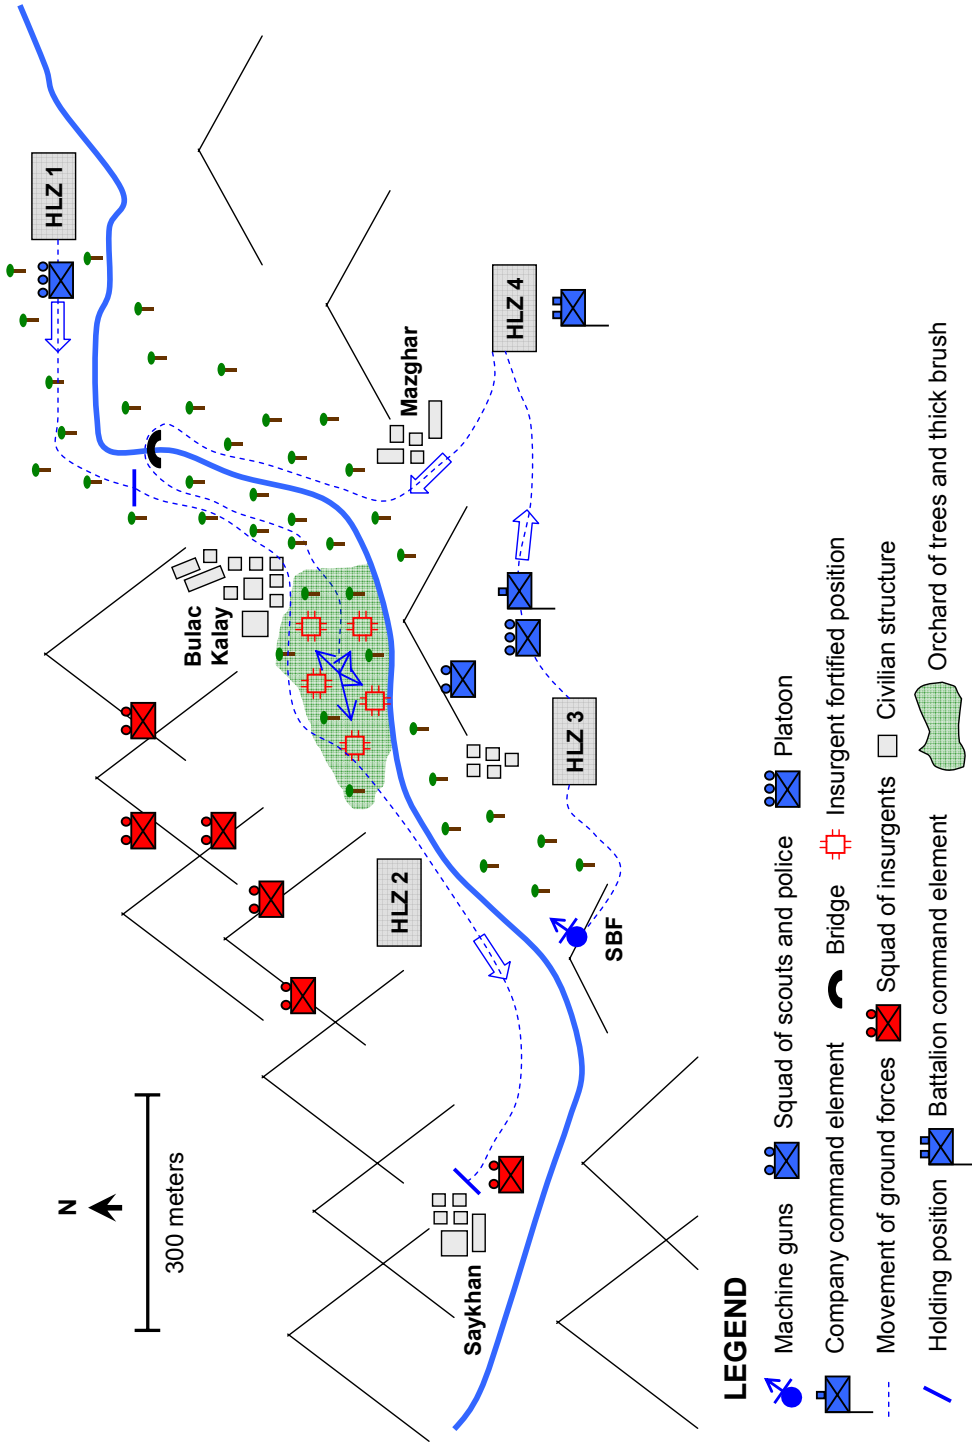 N
300 meters
HLZ 1
Bulac
Kalay
Mazghar
HLZ 2
HLZ 4
HLZ 3
SBF
Saykhan
LEGEND
Machine guns
Squad of scouts and police
Platoon
Company command element
Bridge
Insurgent fortified position
Movement of ground forces
Squad of insurgents
Civilian structure
Holding position
Battalion command element
Orchard of trees and thick brush